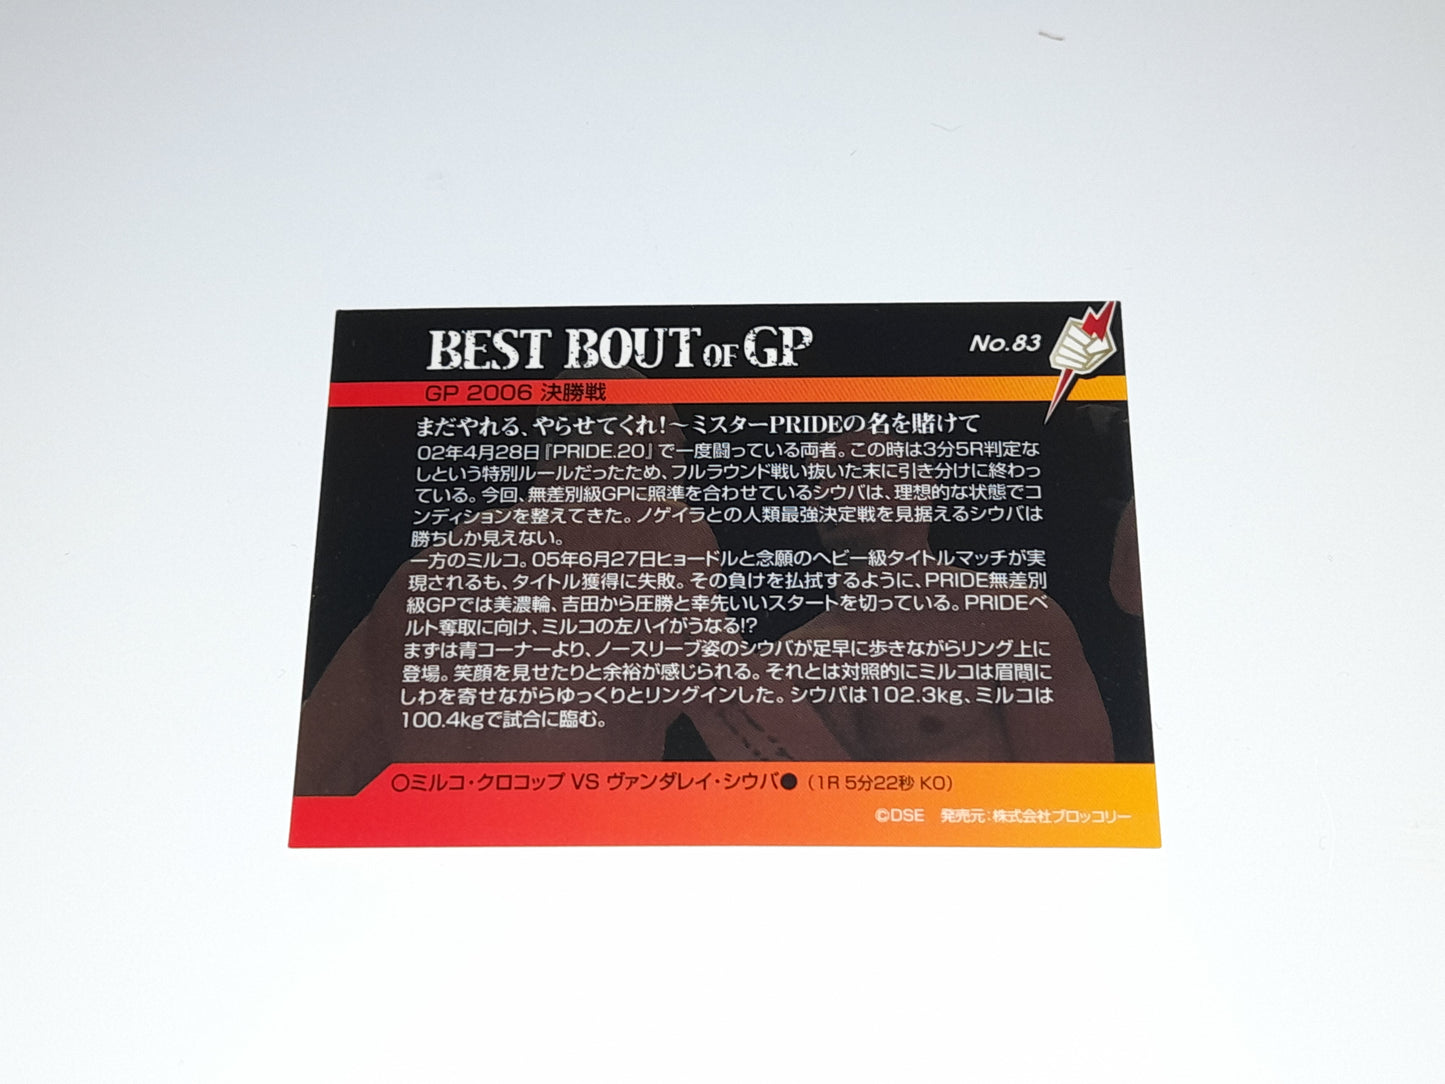 BEST BOUT OF GP
No.83
GP 2006 決勝戦
まだやれる、やらせてくれ!～ミスターPRIDEの名を賭けて
02年4月28日『PRIDE.20』で一度闘っている両者。この時は3分5R判定な
しという特別ルールだったため、フルラウンド戦い抜いた末に引き分けに終わっ
ている。今回、無差別級GPに照準を合わせているシウバは、理想的な状態でコ
ンディションを整えてきた。ノゲイラとの人類最強決定戦を見据えるシウバは
勝ちしか見えない。
一方のミルコ。05年6月27日ヒョードルと念願のヘビー級タイトルマッチが実
現されるも、タイトル獲得に失敗。その負けを払拭するように、PRIDE無差別
級GPでは美濃輪、吉田から圧勝と幸先いいスタートを切っている。PRIDEベ
ルト奪取に向け、ミルコの左ハイがうなる!?
まずは青コーナーより、ノースリーブ姿のシウバが足早に歩きながらリング上に
登場。笑顔を見せたりと余裕が感じられる。それとは対照的にミルコは眉間に
しわを寄せながらゆっくりとリングインした。シウバは102.3kg、ミルコは
100.4kgで試合に臨む。
○ミルコ・クロコップ VS ヴァンダレイ・シウバ●（1R 5分22秒 KO）
©DSE 発売元：株式会社ブロッコリー